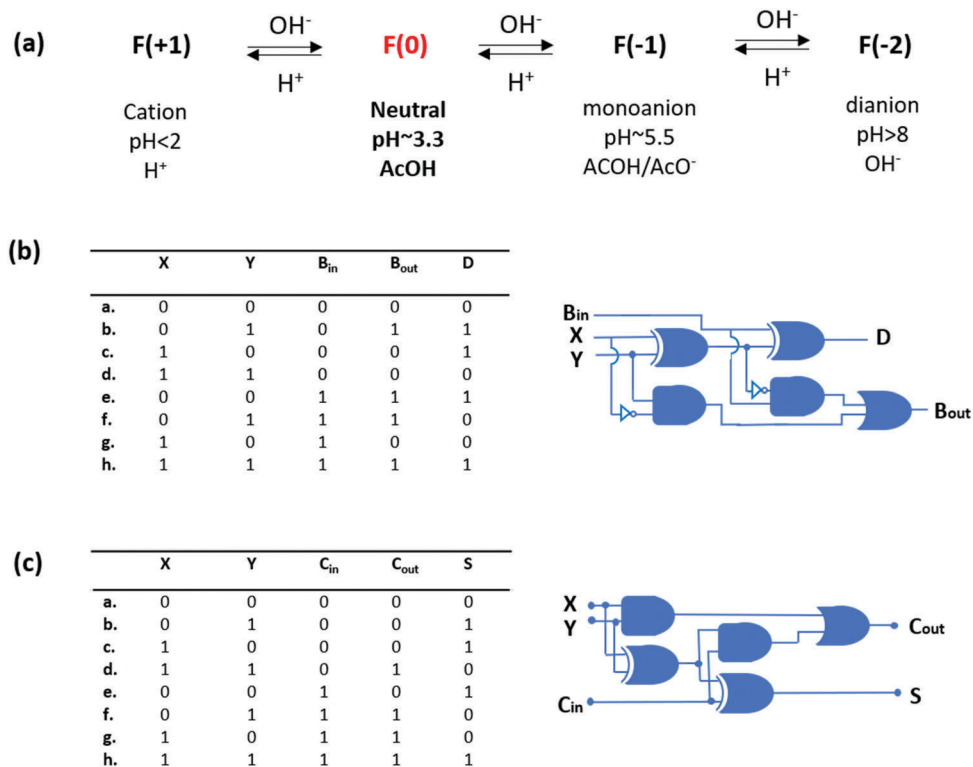 (a) F(+1) OH⁻ H⁺ F(0) OH⁻ H⁺ F(-1) OH⁻ H⁺ F(-2)
Cation Neutral monoanion dianion
pH<2 pH~3.3 pH~5.5 pH>8
H⁺ AcOH ACOH/AcO⁻ OH⁻
(b)
X Y Bin Bout D
a. 0 0 0 0 0
b. 0 1 0 1 1
c. 1 0 0 0 1
d. 1 1 0 0 0
e. 0 0 1 1 1
f. 0 1 1 1 0
g. 1 0 1 0 0
h. 1 1 1 1 1
Bin
X
Y
D
Bout
(c)
X Y Cin Cout S
a. 0 0 0 0 0
b. 0 1 0 0 1
c. 1 0 0 0 1
d. 1 1 0 1 0
e. 0 0 1 0 1
f. 0 1 1 1 0
g. 1 0 1 1 0
h. 1 1 1 1 1
X
Y
Cin
Cout
S